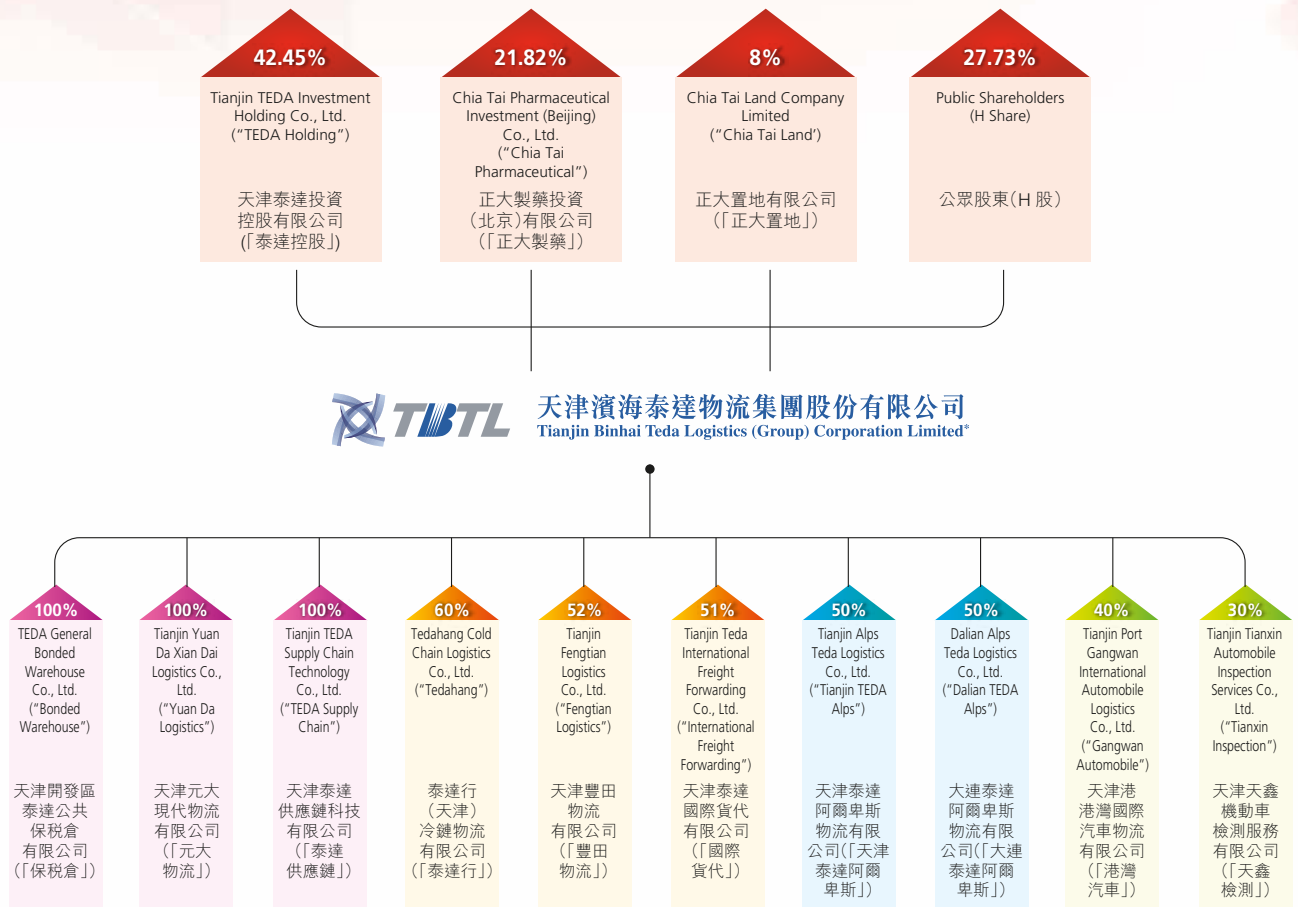 42.45%
Tianjin TEDA Investment
Holding Co., Ltd.
(“TEDA Holding”)
天津泰達投資
控股有限公司
(「泰達控股」)
21.82%
Chia Tai Pharmaceutical
Investment (Beijing)
Co., Ltd.
(“Chia Tai
Pharmaceutical”)
正大製藥投資
（北京）有限公司
（「正大製藥」）
8%
Chia Tai Land Company
Limited
(“Chia Tai Land’)
正大置地有限公司
（「正大置地」）
27.73%
Public Shareholders
(H Share)
公眾股東（H 股）
TBTL
天津濱海泰達物流集團股份有限公司
Tianjin Binhai Teda Logistics (Group) Corporation Limited*
100%
TEDA General
Bonded
Warehouse
Co., Ltd.
(“Bonded
Warehouse”)
天津開發區
泰達公共
保税倉
有限公司
（「保税倉」）
100%
Tianjin Yuan
Da Xian Dai
Logistics Co.,
Ltd.
(“Yuan Da
Logistics”)
天津元大
現代物流
有限公司
（「元大
物流」）
100%
Tianjin TEDA
Supply Chain
Technology
Co., Ltd.
(“TEDA Supply
Chain”)
天津泰達
供應鏈科技
有限公司
（「泰達
供應鏈」）
60%
Tedahang Cold
Chain Logistics
Co., Ltd.
(“Tedahang”)
泰達行
（天津）
冷鏈物流
有限公司
（「泰達行」）
52%
Tianjin
Fengtian
Logistics
Co., Ltd.
(“Fengtian
Logistics”)
天津豐田
物流
有限公司
（「豐田
物流」）
51%
Tianjin Teda
International
Freight
Forwarding
Co., Ltd.
(“International
Freight
Forwarding”)
天津泰達
國際貨代
有限公司
（「國際
貨代」）
50%
Tianjin Alps
Teda Logistics
Co., Ltd.
(“Tianjin TEDA
Alps”)
天津泰達
阿爾卑斯
物流有限
公司（「天津
泰達阿爾
卑斯」）
50%
Dalian Alps
Teda Logistics
Co., Ltd.
(“Dalian TEDA
Alps”)
大連泰達
阿爾卑斯
物流有限
公司（「大連
泰達阿爾
卑斯」）
40%
Tianjin Port
Gangwan
International
Automobile
Logistics
Co., Ltd.
(“Gangwan
Automobile”)
天津港
港灣國際
汽車物流
有限公司
（「港灣
汽車」）
30%
Tianjin Tianxin
Automobile
Inspection
Services Co.,
Ltd.
(“Tianxin
Inspection”)
天津天鑫
機動車
檢測服務
有限公司
（「天鑫
檢測」）